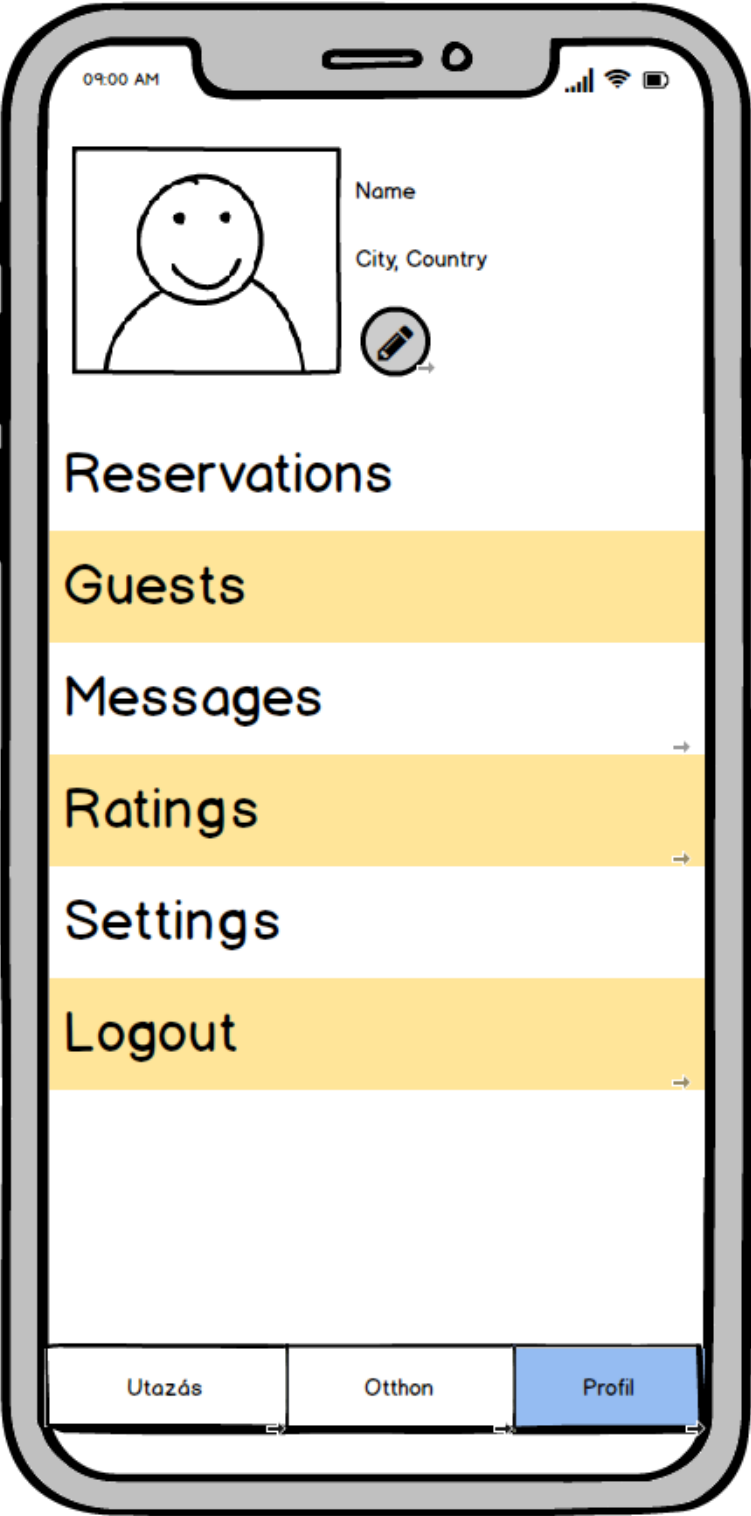 09:00 AM
Name
City, Country
Reservations
Guests
Messages
Ratings
Settings
Logout
Utazás
Otthon
Profil